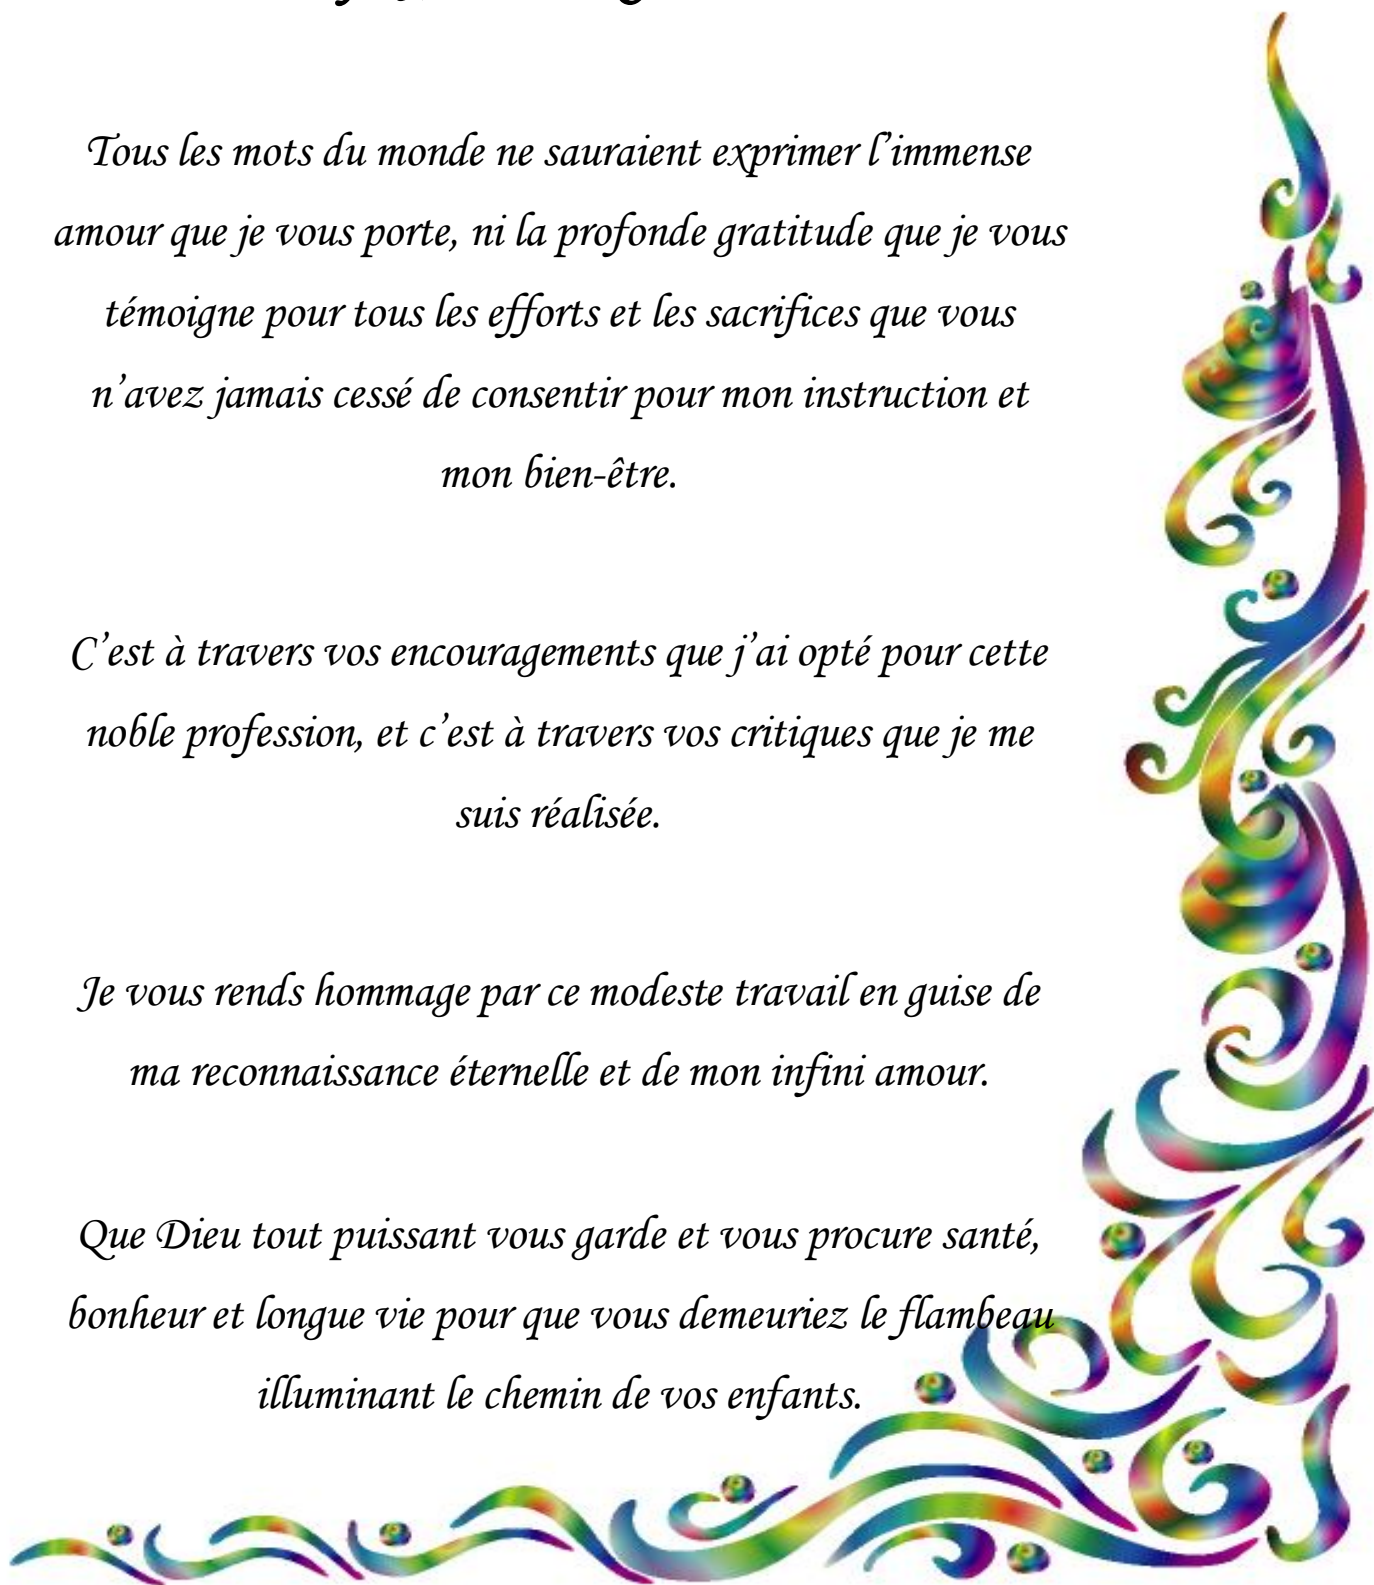 Tous les mots du monde ne sauraient exprimer l’immense
amour que je vous porte, ni la profonde gratitude que je vous
témoigne pour tous les efforts et les sacrifices que vous
n’avez jamais cessé de consentir pour mon instruction et
mon bien-être.
C’est à travers vos encouragements que j’ai opté pour cette
noble profession, et c’est à travers vos critiques que je me
suis réalisée.
Je vous rends hommage par ce modeste travail en guise de
ma reconnaissance éternelle et de mon infini amour.
Que Dieu tout puissant vous garde et vous procure santé,
bonheur et longue vie pour que vous demeuriez le flambeau
illuminant le chemin de vos enfants.